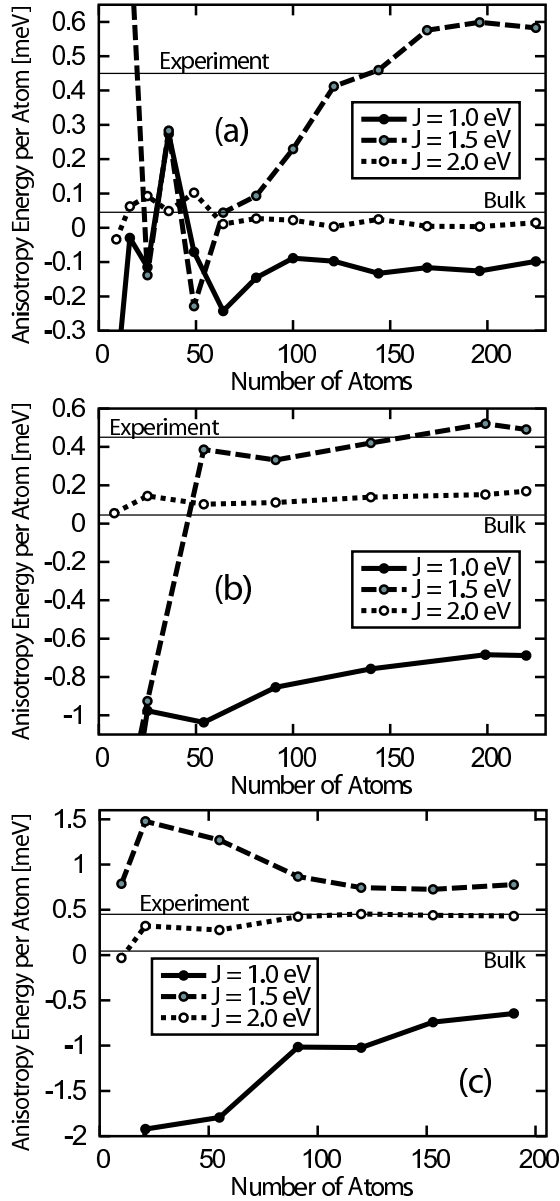 Anisotropy Energy per Atom [meV]
0.6
0.5
0.4
0.3
0.2
0.1
0
-0.1
-0.2
-0.3
Experiment
(a)
J = 1.0 eV
J = 1.5 eV
J = 2.0 eV
Bulk
0 50 100 150 200
Number of Atoms
Anisotropy Energy per Atom [meV]
0.6
0.4
0.2
0
-0.2
-0.4
-0.6
-0.8
-1
Experiment
Bulk
(b)
J = 1.0 eV
J = 1.5 eV
J = 2.0 eV
0 50 100 150 200
Number of Atoms
Anisotropy Energy per Atom [meV]
1.5
1
0.5
0
-0.5
-1
-1.5
-2
Experiment
Bulk
J = 1.0 eV
J = 1.5 eV
J = 2.0 eV
(c)
0 50 100 150 200
Number of Atoms